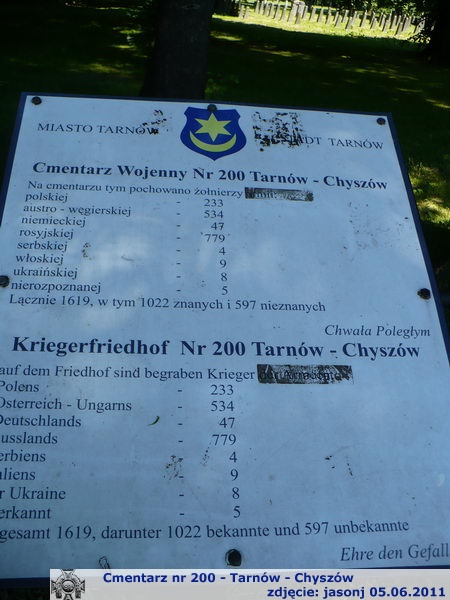 MIASTO TARNÓW
TARNÓW
Cmentarz Wojenny Nr 200 Tarnów - Chyszów
Na cmentarzu tym pochowano żołnierzy
polskiej - 233
austro - węgierskiej - 534
niemieckiej - 47
rosyjskiej - 779
serbskiej - 4
włoskiej - 9
ukraińskiej - 8
nierozpoznanej - 5
Łącznie 1619, w tym 1022 znanych i 597 nieznanych
Chwała Poległym
Kriegerfriedhof Nr 200 Tarnów - Chyszów
auf dem Friedhof sind begraben Krieger
Polens - 233
Österreich - Ungarns - 534
Deutschlands - 47
usslands - 779
erbiens - 4
aliens - 9
r Ukraine - 8
erkannt - 5
gesamt 1619, darunter 1022 bekannte und 597 unbekannte
Ehre den Gefall
Cmentarz nr 200 - Tarnów - Chyszów
zdjęcie: jasonj 05.06.2011